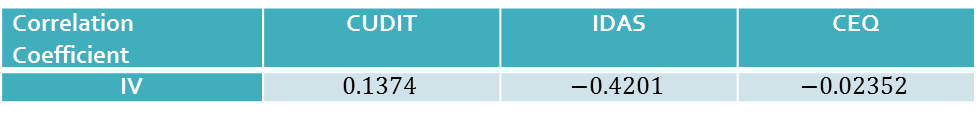 Correlation Coefficient CUDIT IDAS CEQ
IV 0.1374 −0.4201 −0.02352